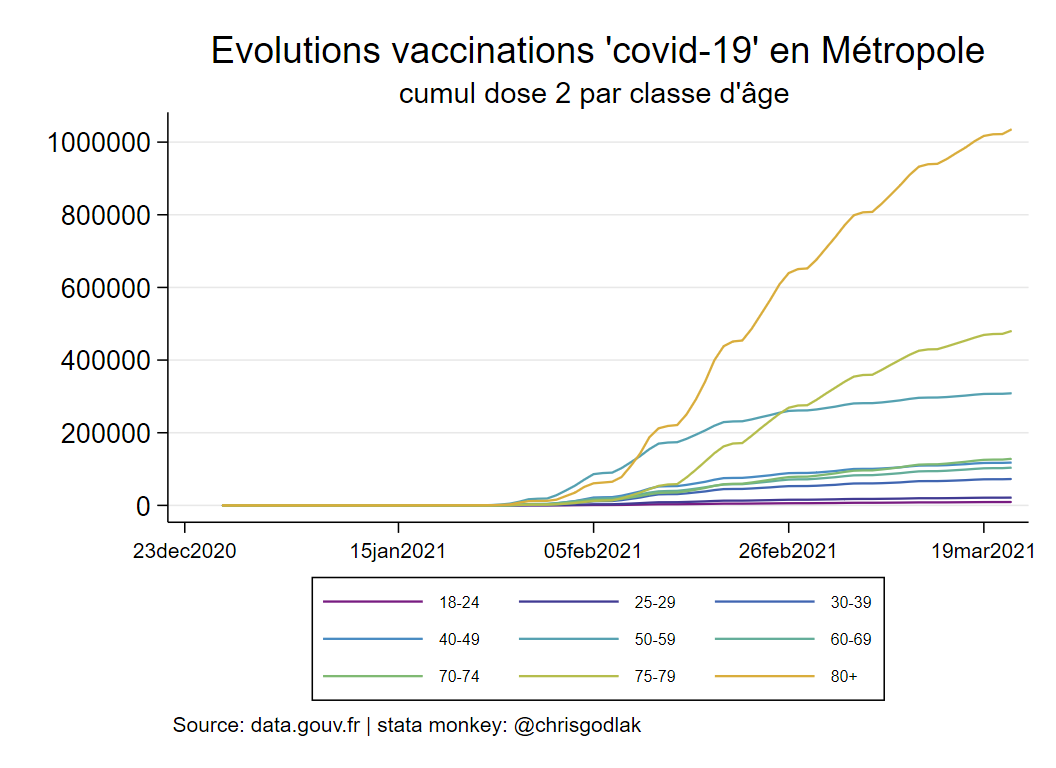 Evolutions vaccinations 'covid-19' en Métropole
cumul dose 2 par classe d'âge
1000000
800000
600000
400000
200000
0
23dec2020 15jan2021 05feb2021 26feb2021 19mar2021
18-24 25-29 30-39
40-49 50-59 60-69
70-74 75-79 80+
Source: data.gouv.fr | stata monkey: @chrisgodlak